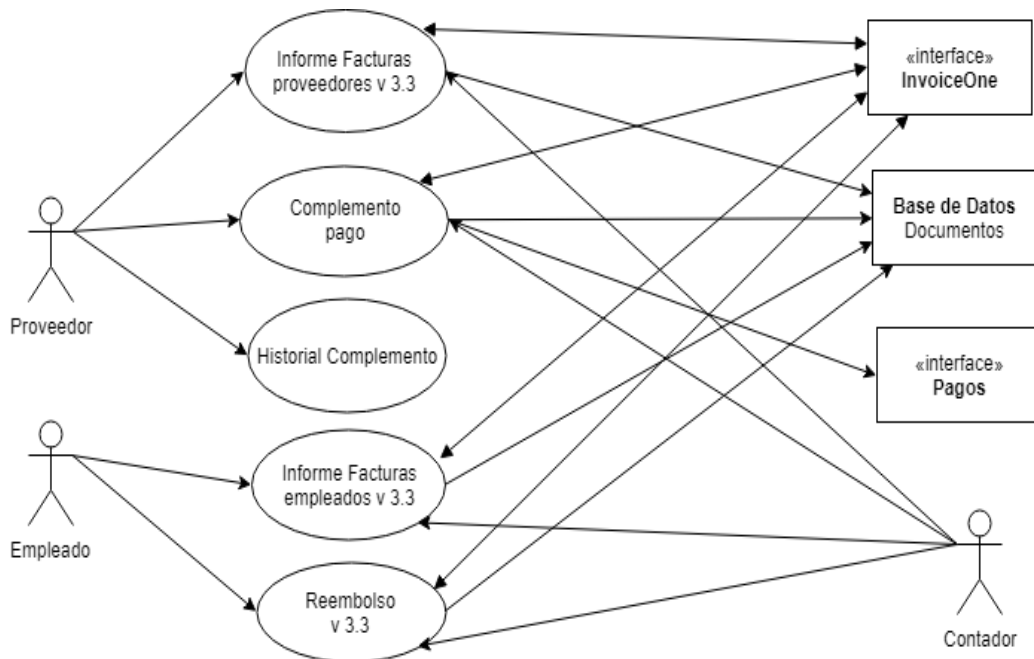 Informe Facturas
proveedores v 3.3
«interface»
InvoiceOne
Complemento
pago
Base de Datos
Documentos
Proveedor
Historial Complemento
«interface»
Pagos
Informe Facturas
empleados v 3.3
Empleado
Reembolso
v 3.3
Contador